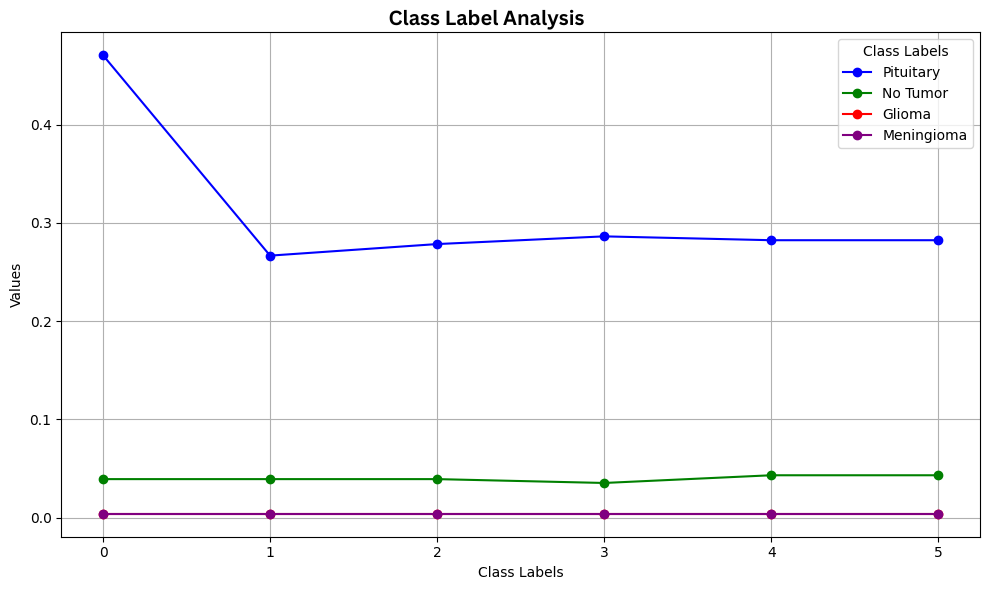 Class Label Analysis
Class Labels
Pituitary
No Tumor
Glioma
Meningioma
Values
0.4
0.3
0.2
0.1
0.0
0 1 2 3 4 5
Class Labels